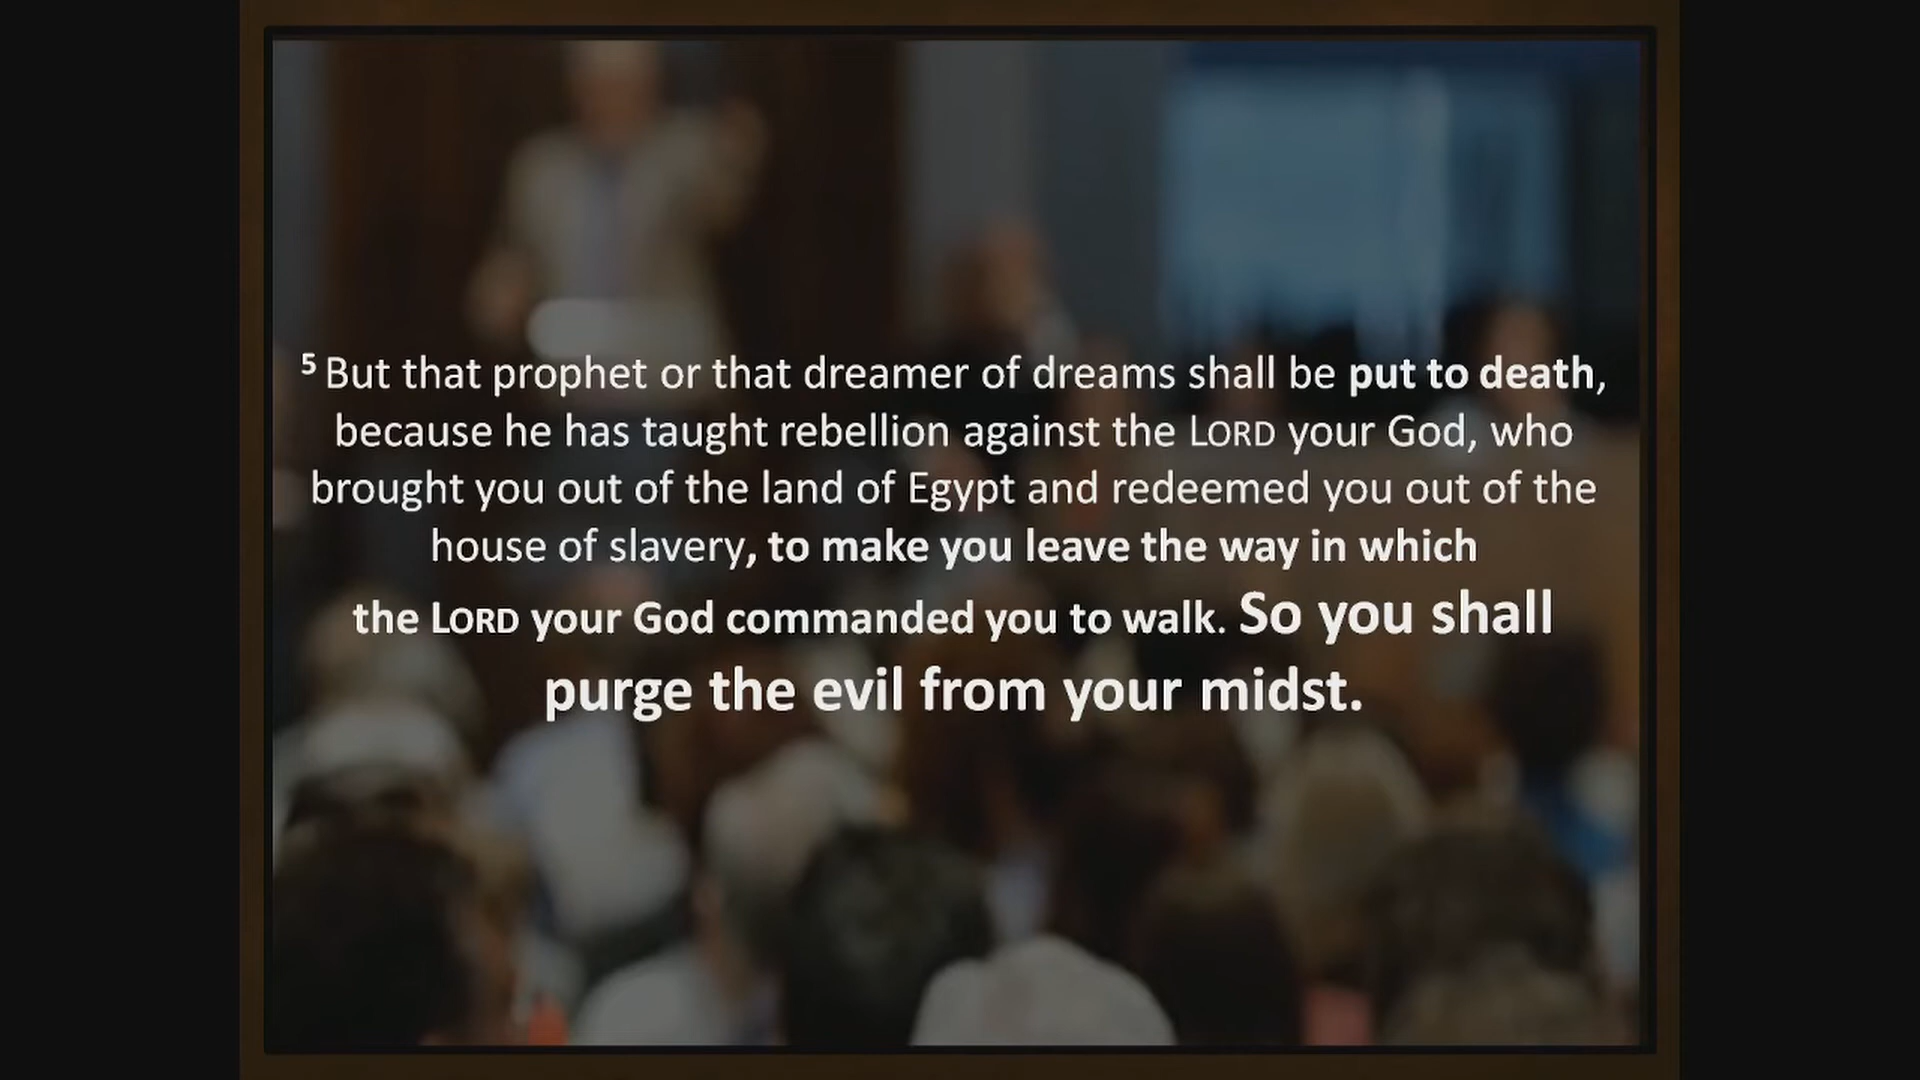 5 But that prophet or that dreamer of dreams shall be put to death,
because he has taught rebellion against the LORD your God, who
brought you out of the land of Egypt and redeemed you out of the
house of slavery, to make you leave the way in which
the LORD your God commanded you to walk. So you shall
purge the evil from your midst.